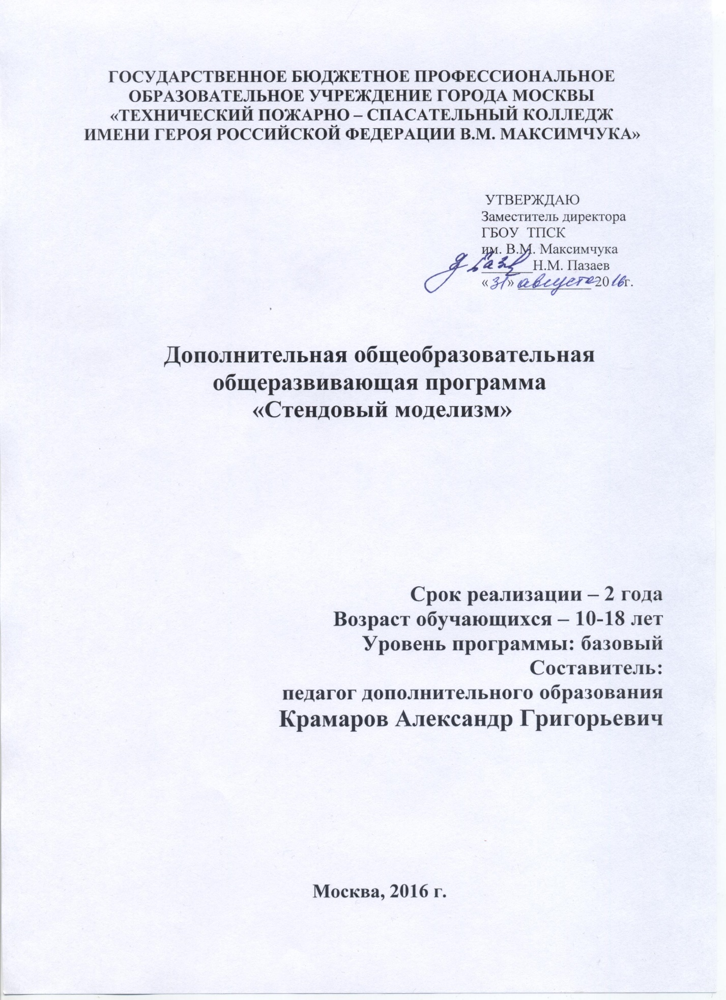 ГОСУДАРСТВЕННОЕ БЮДЖЕТНОЕ ПРОФЕССИОНАЛЬНОЕ
ОБРАЗОВАТЕЛЬНОЕ УЧРЕЖДЕНИЕ ГОРОДА МОСКВЫ
«ТЕХНИЧЕСКИЙ ПОЖАРНО – СПАСАТЕЛЬНЫЙ КОЛЛЕДЖ
ИМЕНИ ГЕРОЯ РОССИЙСКОЙ ФЕДЕРАЦИИ В.М. МАКСИМЧУКА»
УТВЕРЖДАЮ
Заместитель директора
ГБОУ ТПСК
им. В.М. Максимчука
_______Н.М. Пазаев
«31» августа 2016г.
Дополнительная общеобразовательная
общеразвивающая программа
«Стендовый моделизм»
Срок реализации – 2 года
Возраст обучающихся – 10-18 лет
Уровень программы: базовый
Составитель:
педагог дополнительного образования
Крамаров Александр Григорьевич
Москва, 2016 г.